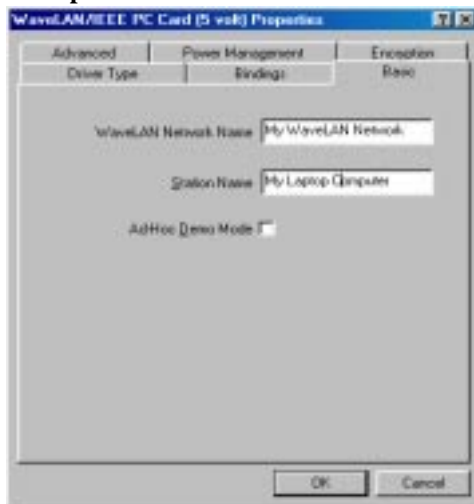 WaveLAN/IEEE PC Card (5 volt) Properties
Advanced Power Management Encryption
Driver Type Bindings Basic
WaveLAN Network Name My WaveLAN Network
Station Name My Laptop Computer
Ad-Hoc Demo Mode
OK Cancel